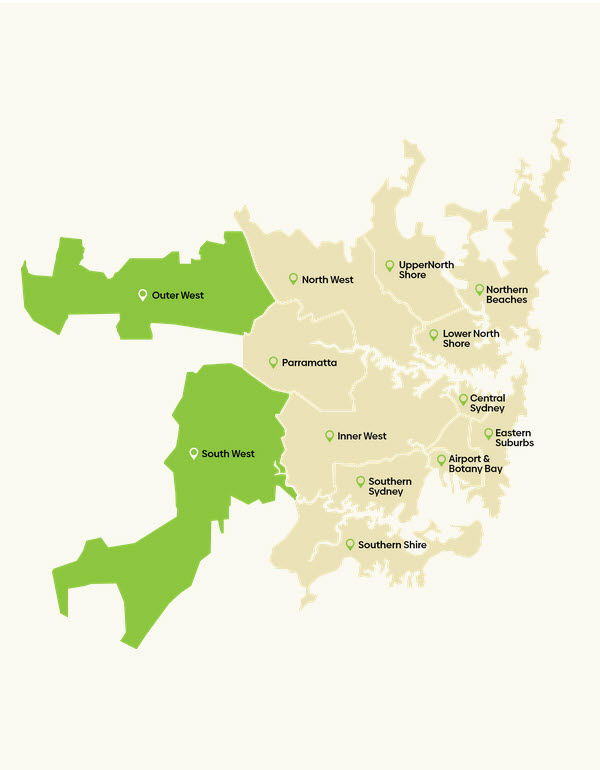 UpperNorth
Shore
North West
Northern
Beaches
Outer West
Lower North
Shore
Parramatta
Central
Sydney
Inner West
Eastern
Suburbs
South West
Airport &
Botany Bay
Southern
Sydney
Southern Shire